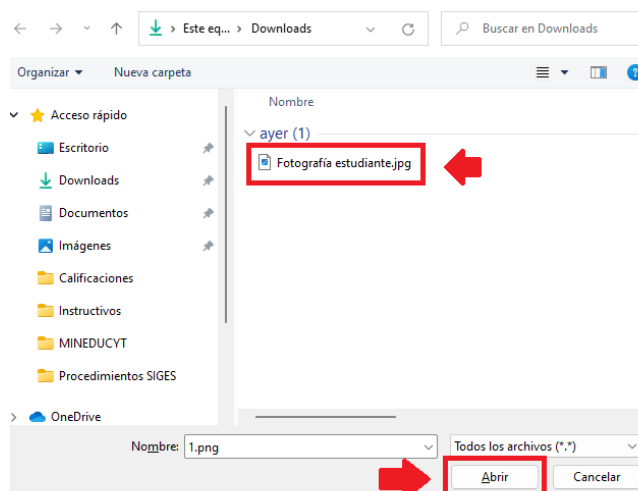 Este eq... > Downloads
Buscar en Downloads
Organizar
Nueva carpeta
Nombre
Acceso rápido
ayer (1)
Escritorio
Fotografía estudiante.jpg
Downloads
Documentos
Imágenes
Calificaciones
Instructivos
MINEDUCYT
Procedimientos SIGES
OneDrive
Nombre: 1.png
Todos los archivos (*.*)
Abrir
Cancelar